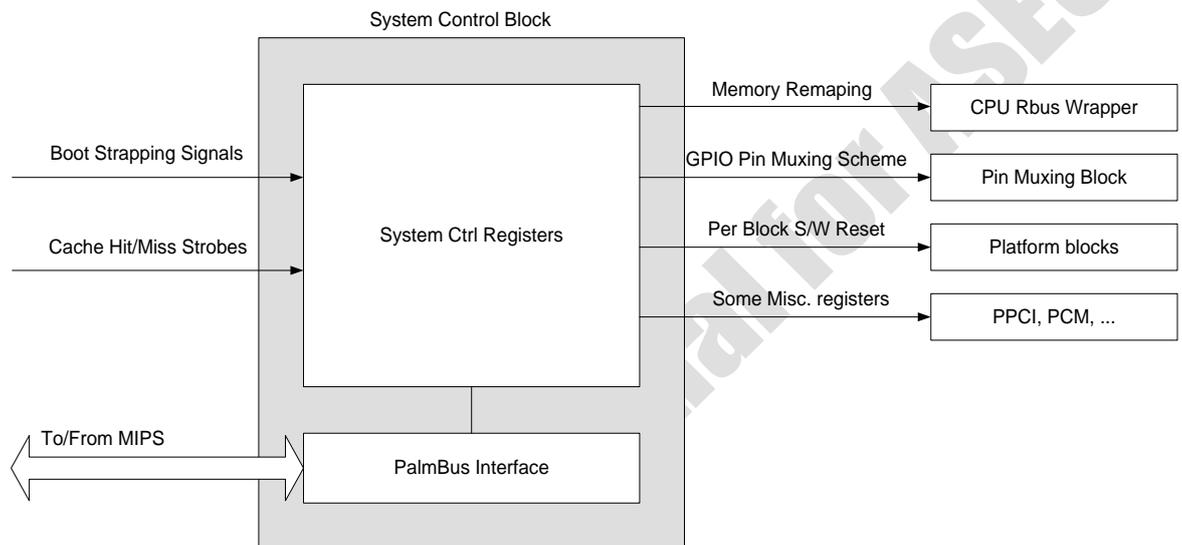 System Control Block
Memory Remaping
CPU Rbus Wrapper
Boot Strapping Signals
GPIO Pin Muxing Scheme
Pin Muxing Block
Cache Hit/Miss Strobes
System Ctrl Registers
Per Block S/W Reset
Platform blocks
Some Misc. registers
PPCI, PCM, ...
To/From MIPS
PalmBus Interface
for